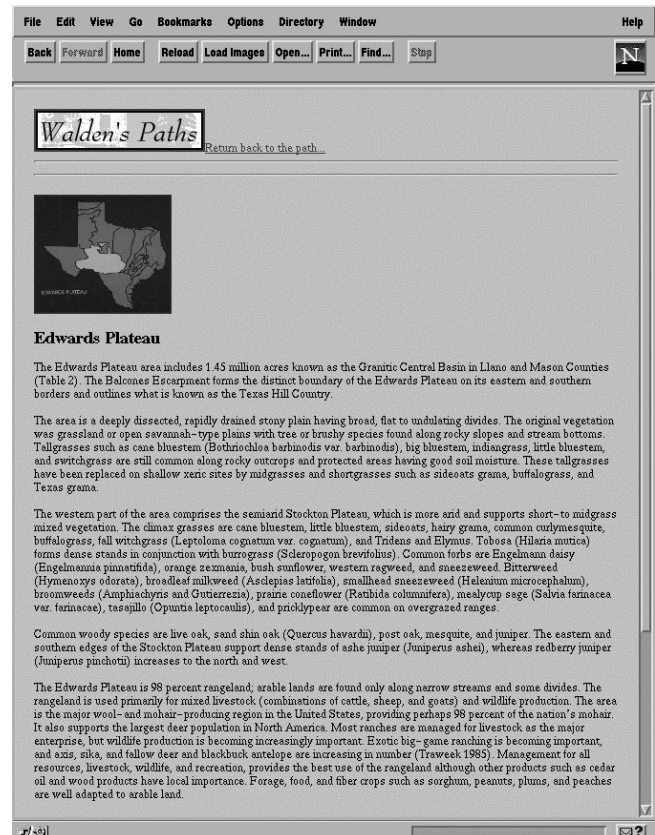 File Edit View Go Bookmarks Options Directory Window Help
Back Forward Home Reload Load Images Open... Print... Find... Stop
N
Walden's Paths Return back to the path...
EDWARDS PLATEAU
Edwards Plateau
The Edwards Plateau area includes 1.45 million acres known as the Granitic Central Basin in Llano and Mason Counties
(Table 2). The Balcones Escarpment forms the distinct boundary of the Edwards Plateau on its eastern and southern
borders and outlines what is known as the Texas Hill Country.
The area is a deeply dissected, rapidly drained stony plain having broad, flat to undulating divides. The original vegetation
was grassland or open savannah-type plains with tree or brushy species found along rocky slopes and stream bottoms.
Tallgrasses such as cane bluestem (Bothriochloa barbinodis var. barbinodis), big bluestem, indiangrass, little bluestem,
and switchgrass are still common along rocky outcrops and protected areas having good soil moisture. These tallgrasses
have been replaced on shallow xeric sites by midgrasses and shortgrasses such as sideoats grama, buffalograss, and
Texas grama.
The western part of the area comprises the semiarid Stockton Plateau, which is more arid and supports short-to midgrass
mixed vegetation. The climax grasses are cane bluestem, little bluestem, sideoats, hairy grama, common curlymesquite,
buffalograss, fall witchgrass (Leptoloma cognatum var. cognatum), and Tridens and Elymus. Tobosa (Hilaria mutica)
forms dense stands in conjunction with burrograss (Scleropogon brevifolius). Common forbs are Engelmann daisy
(Engelmannia pinnatifida), orange zexmania, bush sunflower, western ragweed, and sneezeweed. Bitterweed
(Hymenoxys odorata), broadleaf milkweed (Asclepias latifolia), smallhead sneezeweed (Helenium microcephalum),
broomweeds (Amphiachyris and Gutierrezia), prairie coneflower (Ratibida columnifera), mealycup sage (Salvia farinacea
var. farinacae), tasajillo (Opuntia leptocaulis), and pricklypear are common on overgrazed ranges.
Common woody species are live oak, sand shin oak (Quercus havardii), post oak, mesquite, and juniper. The eastern and
southern edges of the Stockton Plateau support dense stands of ashe juniper (Juniperus ashei), whereas redberry juniper
(Juniperus pinchotii) increases to the north and west.
The Edwards Plateau is 98 percent rangeland; arable lands are found only along narrow streams and some divides. The
rangeland is used primarily for mixed livestock (combinations of cattle, sheep, and goats) and wildlife production. The area
is the major wool-and mohair-producing region in the United States, providing perhaps 98 percent of the nation's mohair.
It also supports the largest deer population in North America. Most ranches are managed for livestock as the major
enterprise, but wildlife production is becoming increasingly important. Exotic big-game ranching is becoming important,
and axis, sika, and fallow deer and blackbuck antelope are increasing in number (Traweek 1985). Management for all
resources, livestock, wildlife, and recreation, provides the best use of the rangeland although other products such as cedar
oil and wood products have local importance. Forage, food, and fiber crops such as sorghum, peanuts, plums, and peaches
are well adapted to arable land.
?